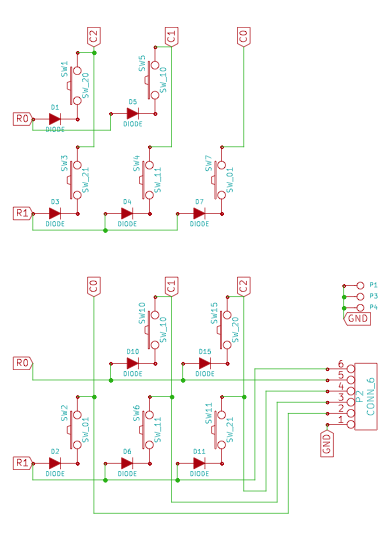 C2
C1
C0
SW1
SW_20
SW5
SW_10
R0
D1
DIODE
D5
DIODE
SW3
SW_21
SW4
SW_11
SW7
SW_01
R1
D3
DIODE
D4
DIODE
D7
DIODE
C0
C1
C2
P1
P3
P4
GND
SW10
SW_10
SW15
SW_20
R0
D10
DIODE
D15
DIODE
6
5
4
3
2
1
P2
CONN_6
SW2
SW_01
SW6
SW_11
SW11
SW_21
GND
R1
D2
DIODE
D6
DIODE
D11
DIODE